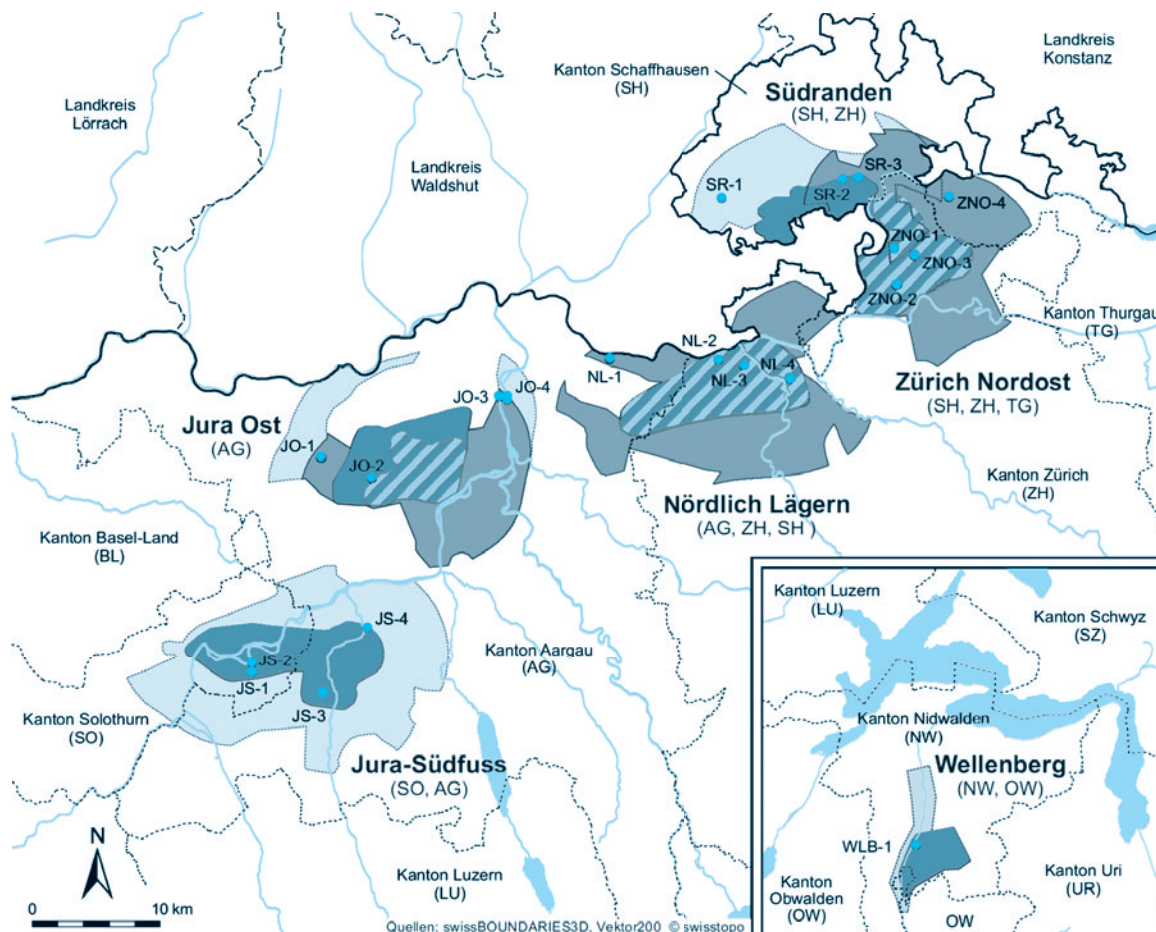 Landkreis
Konstanz
Kanton Schaffhausen
(SH)
Südranden
(SH, ZH)
Landkreis
Lörrach
Landkreis
Waldshut
SR-3
SR-1
SR-2
ZNO-4
ZNO-1
ZNO-3
ZNO-2
Kanton Thurgau
(TG)
NL-2
NL-1
NL-3
NL-4
Zürich Nordost
(SH, ZH, TG)
JO-3
JO-4
Jura Ost
(AG)
JO-1
JO-2
Kanton Zürich
(ZH)
Nördlich Lägern
(AG, ZH, SH )
Kanton Basel-Land
(BL)
JS-4
JS-2
JS-1
JS-3
Kanton Aargau
(AG)
Kanton Solothurn
(SO)
Jura-Südfuss
(SO, AG)
Kanton Luzern
(LU)
N
0 10 km
Kanton Luzern
(LU)
Kanton Schwyz
(SZ)
Kanton Nidwalden
(NW)
Wellenberg
(NW, OW)
WLB-1
Kanton
Obwalden
(OW)
OW
Kanton Uri
(UR)
Quellen: swissBOUNDARIES3D, Vektor200 © swisstopo